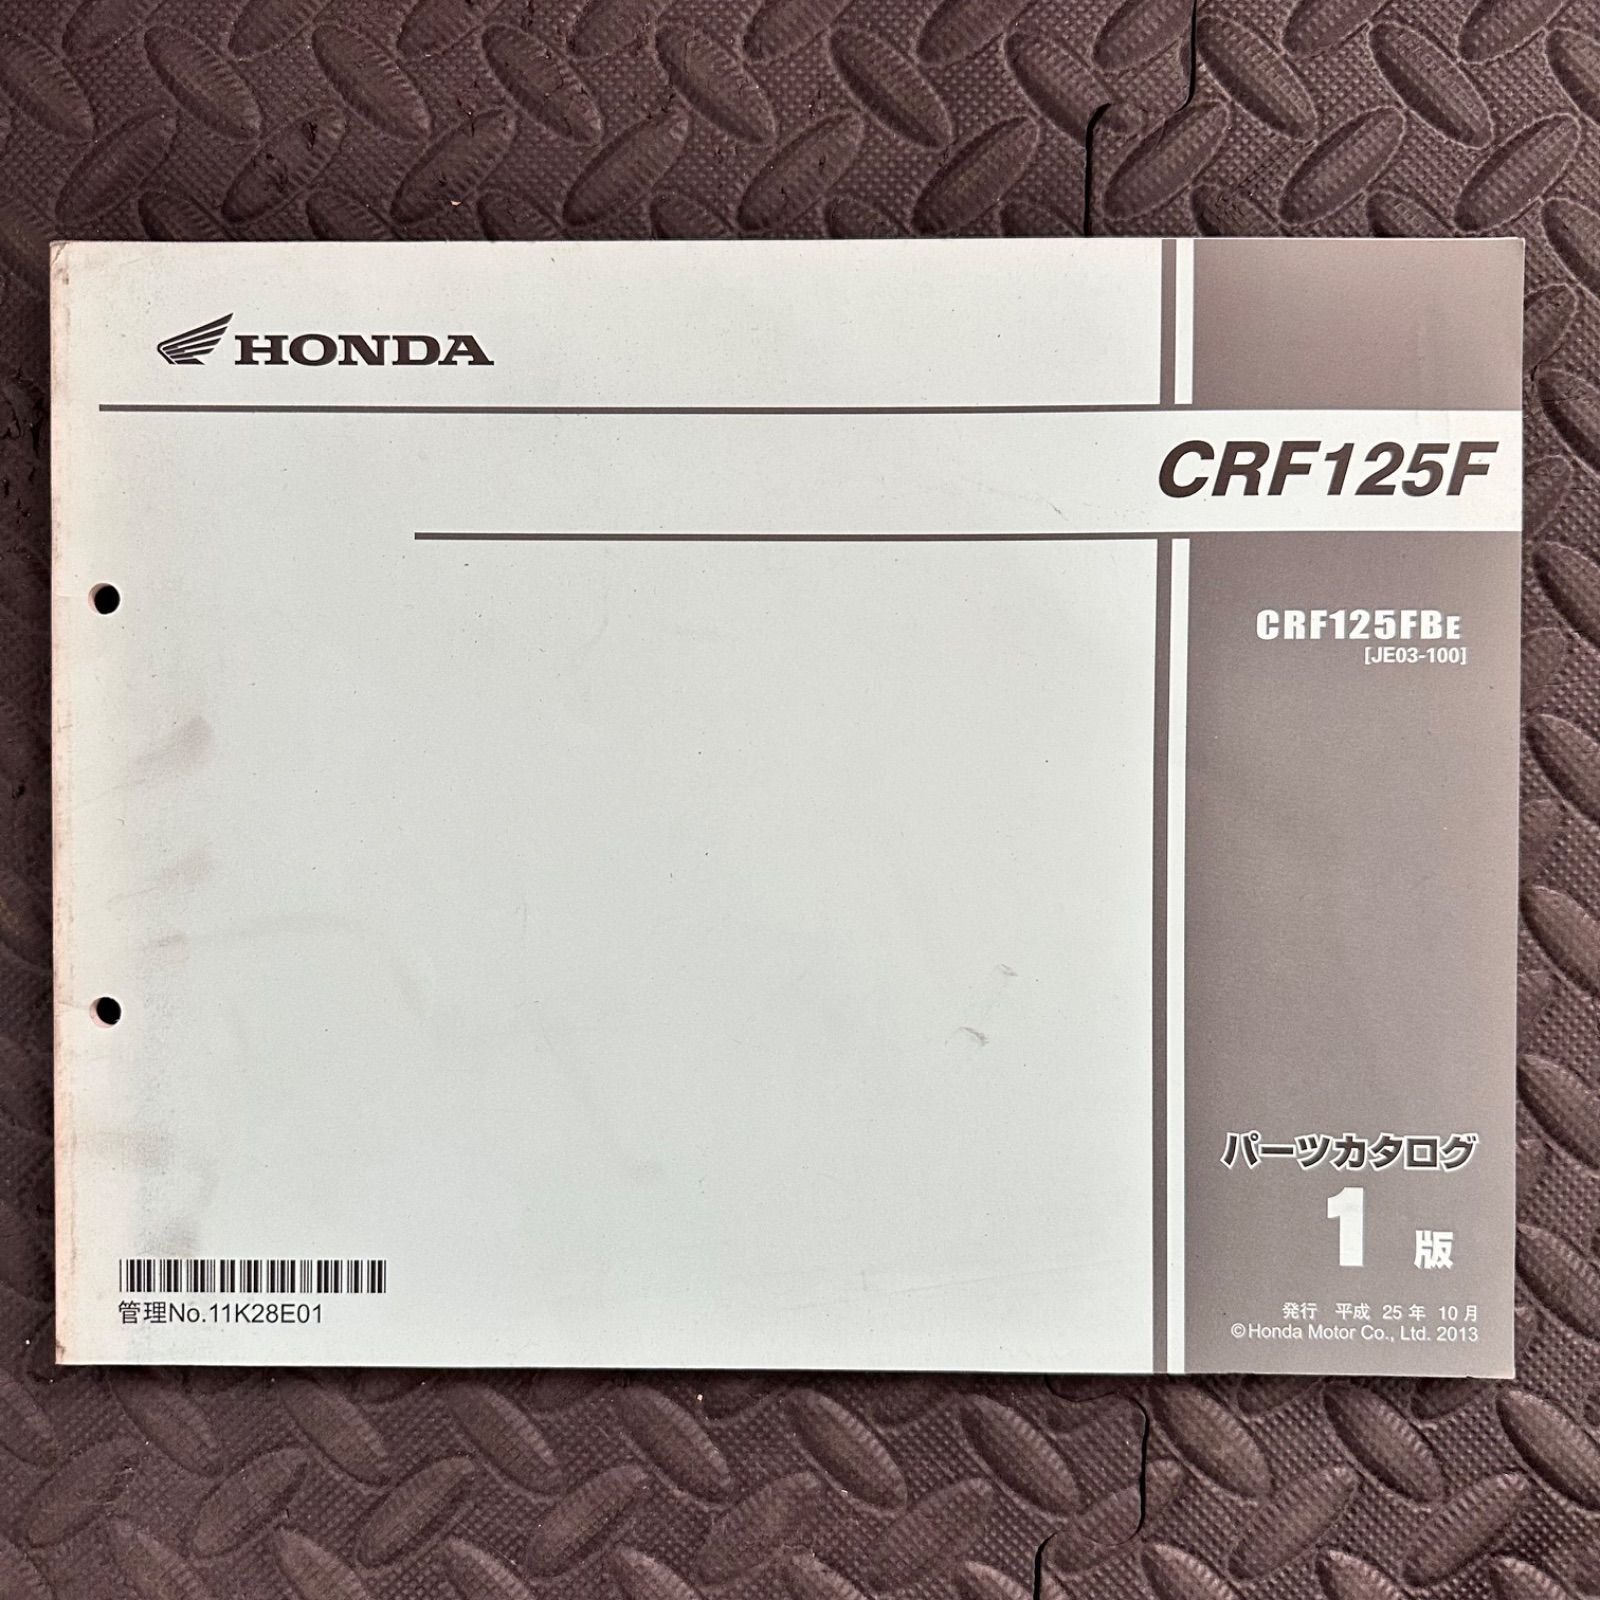 HONDA
CRF125F
CRF125FBE
[JE03-100]
パーツカタログ
1 版
発行 平成 25 年 10 月
©Honda Motor Co., Ltd. 2013
管理No.11K28E01